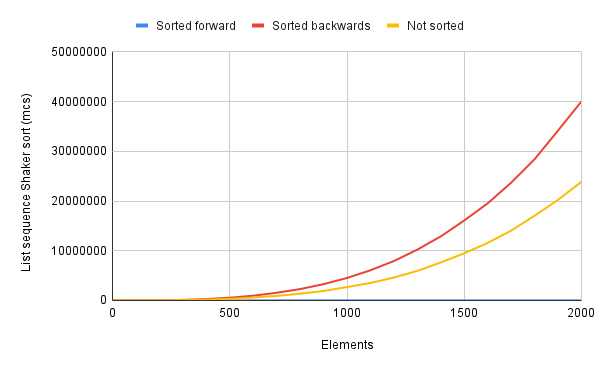 Sorted forward Sorted backwards Not sorted
List sequence Shaker sort (mcs)
50000000
40000000
30000000
20000000
10000000
0
0 500 1000 1500 2000
Elements